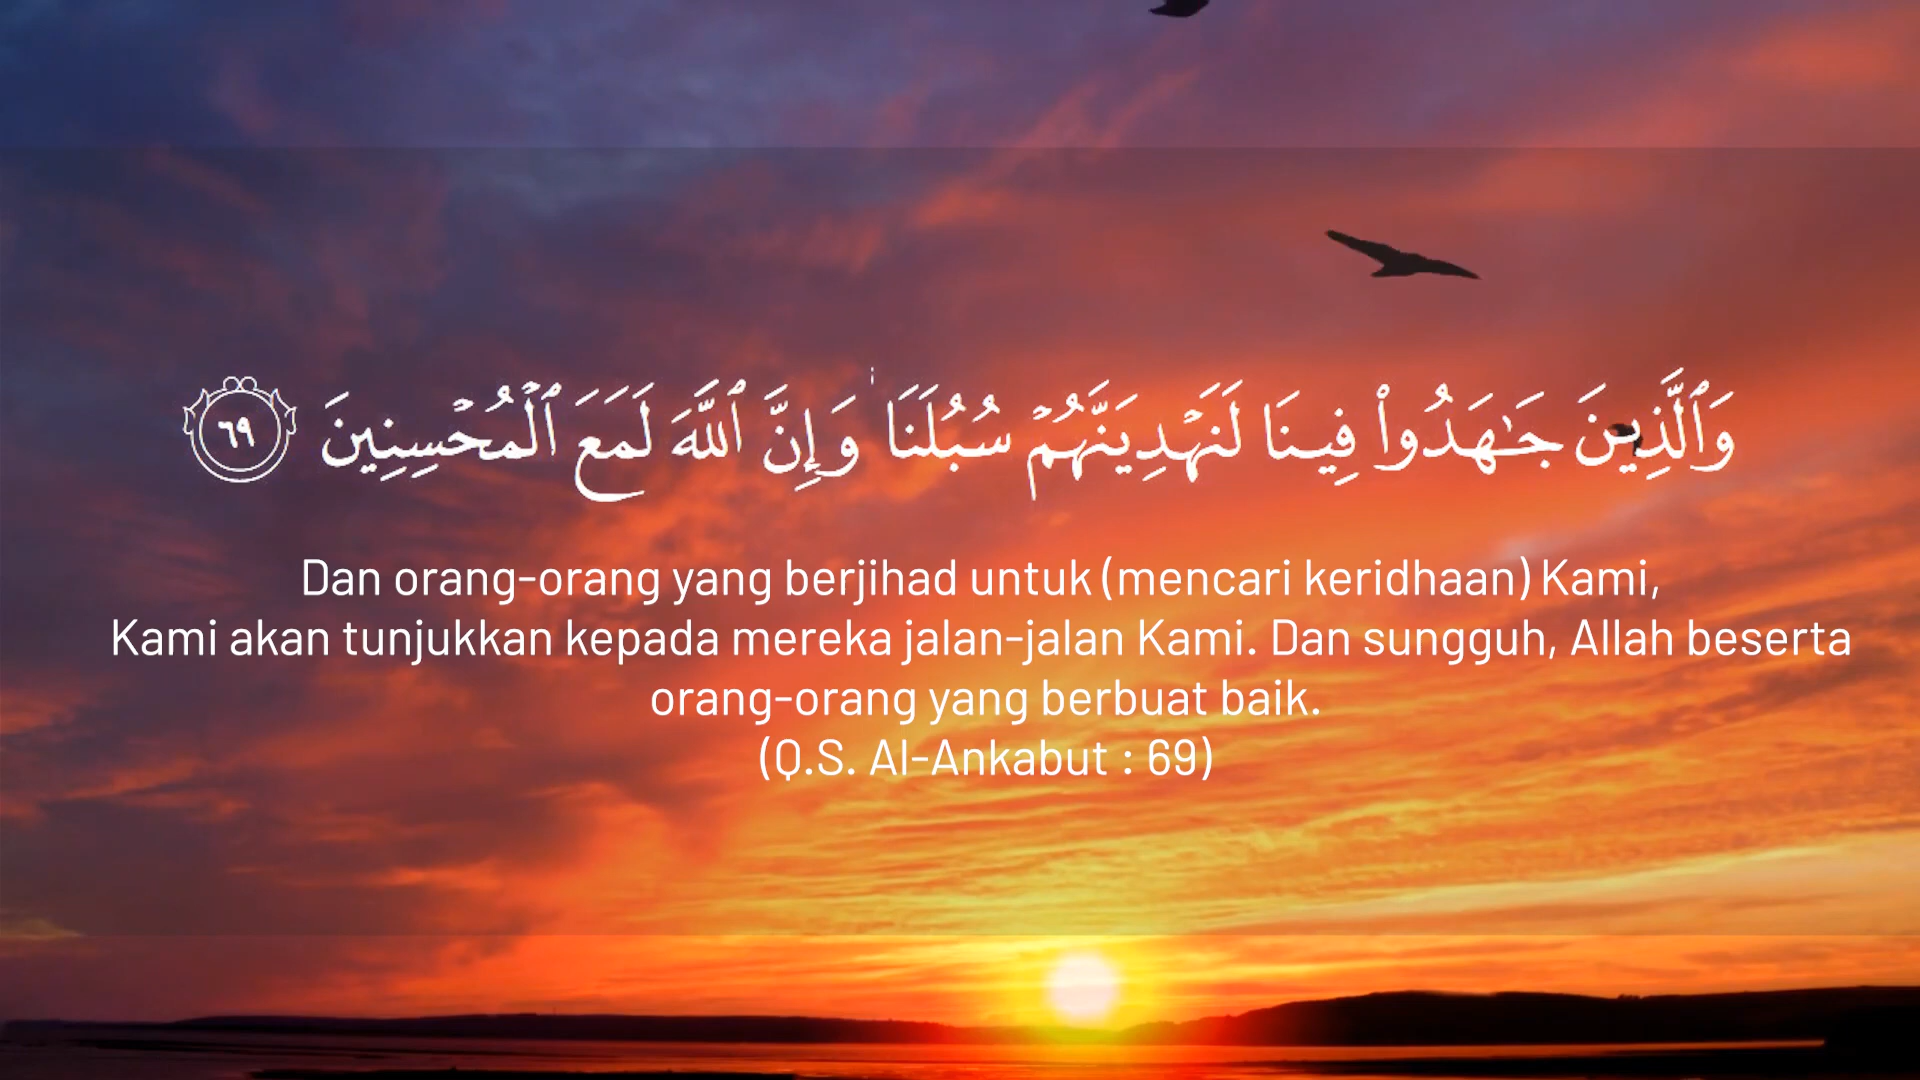 وَٱلَّذِينَ جَٰهَدُوا۟ فِينَا لَنَهْدِيَنَّهُمْ سُبُلَنَا وَإِنَّ ٱللَّهَ لَمَعَ ٱلْمُحْسِنِينَ ٦٩
Dan orang-orang yang berjihad untuk (mencari keridhaan) Kami,
Kami akan tunjukkan kepada mereka jalan-jalan Kami. Dan sungguh, Allah beserta
orang-orang yang berbuat baik.
(Q.S. Al-Ankabut : 69)